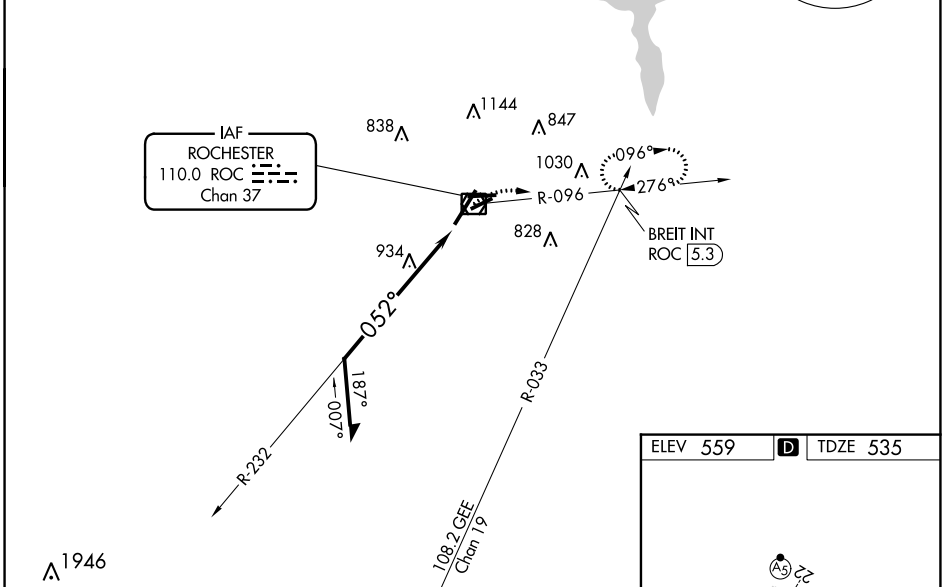 IAF
ROCHESTER
110.0 ROC
Chan 37
838
1144
847
1030
096°
276°
R-096
828
BREIT INT
ROC 5.3
934
052°
187°
007°
R-033
R-232
108.2 GEE
Chan 19
1946
ELEV 559 D TDZE 535
A5
22